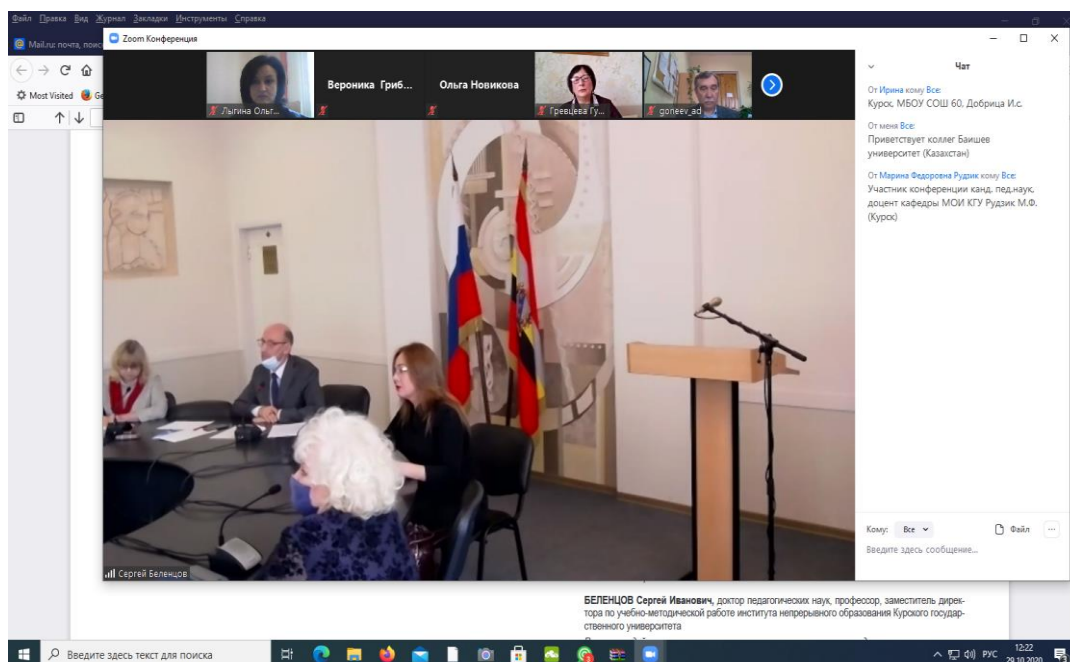 Файл Правка Вид Журнал Закладки Инструменты Справка
Mail.ru: почта, поис
Zoom Конференция
Most Visited Ge
Лыгина Ольг...
Вероника Гриб...
Ольга Новикова
Гревцева Гу...
goneev_ad
Чат
От Ирина кому Все:
Курск, МБОУ СОШ 60, Добрица И.с.
От меня Все:
Приветствует коллег Баишев
университет (Казахстан)
От Марина Федоровна Рудзик кому Все:
Участник конференции канд. пед.наук,
доцент кафедры МОИ КГУ Рудзик М.Ф.
(Курск)
Кому: Все Файл ...
Введите здесь сообщение...
Сергей Беленцов
БЕЛЕНЦОВ Сергей Иванович, доктор педагогических наук, профессор, заместитель дирек-
тора по учебно-методической работе института непрерывного образования Курского государ-
ственного университета
Введите здесь текст для поиска
РУС
12:22
29.10.2020